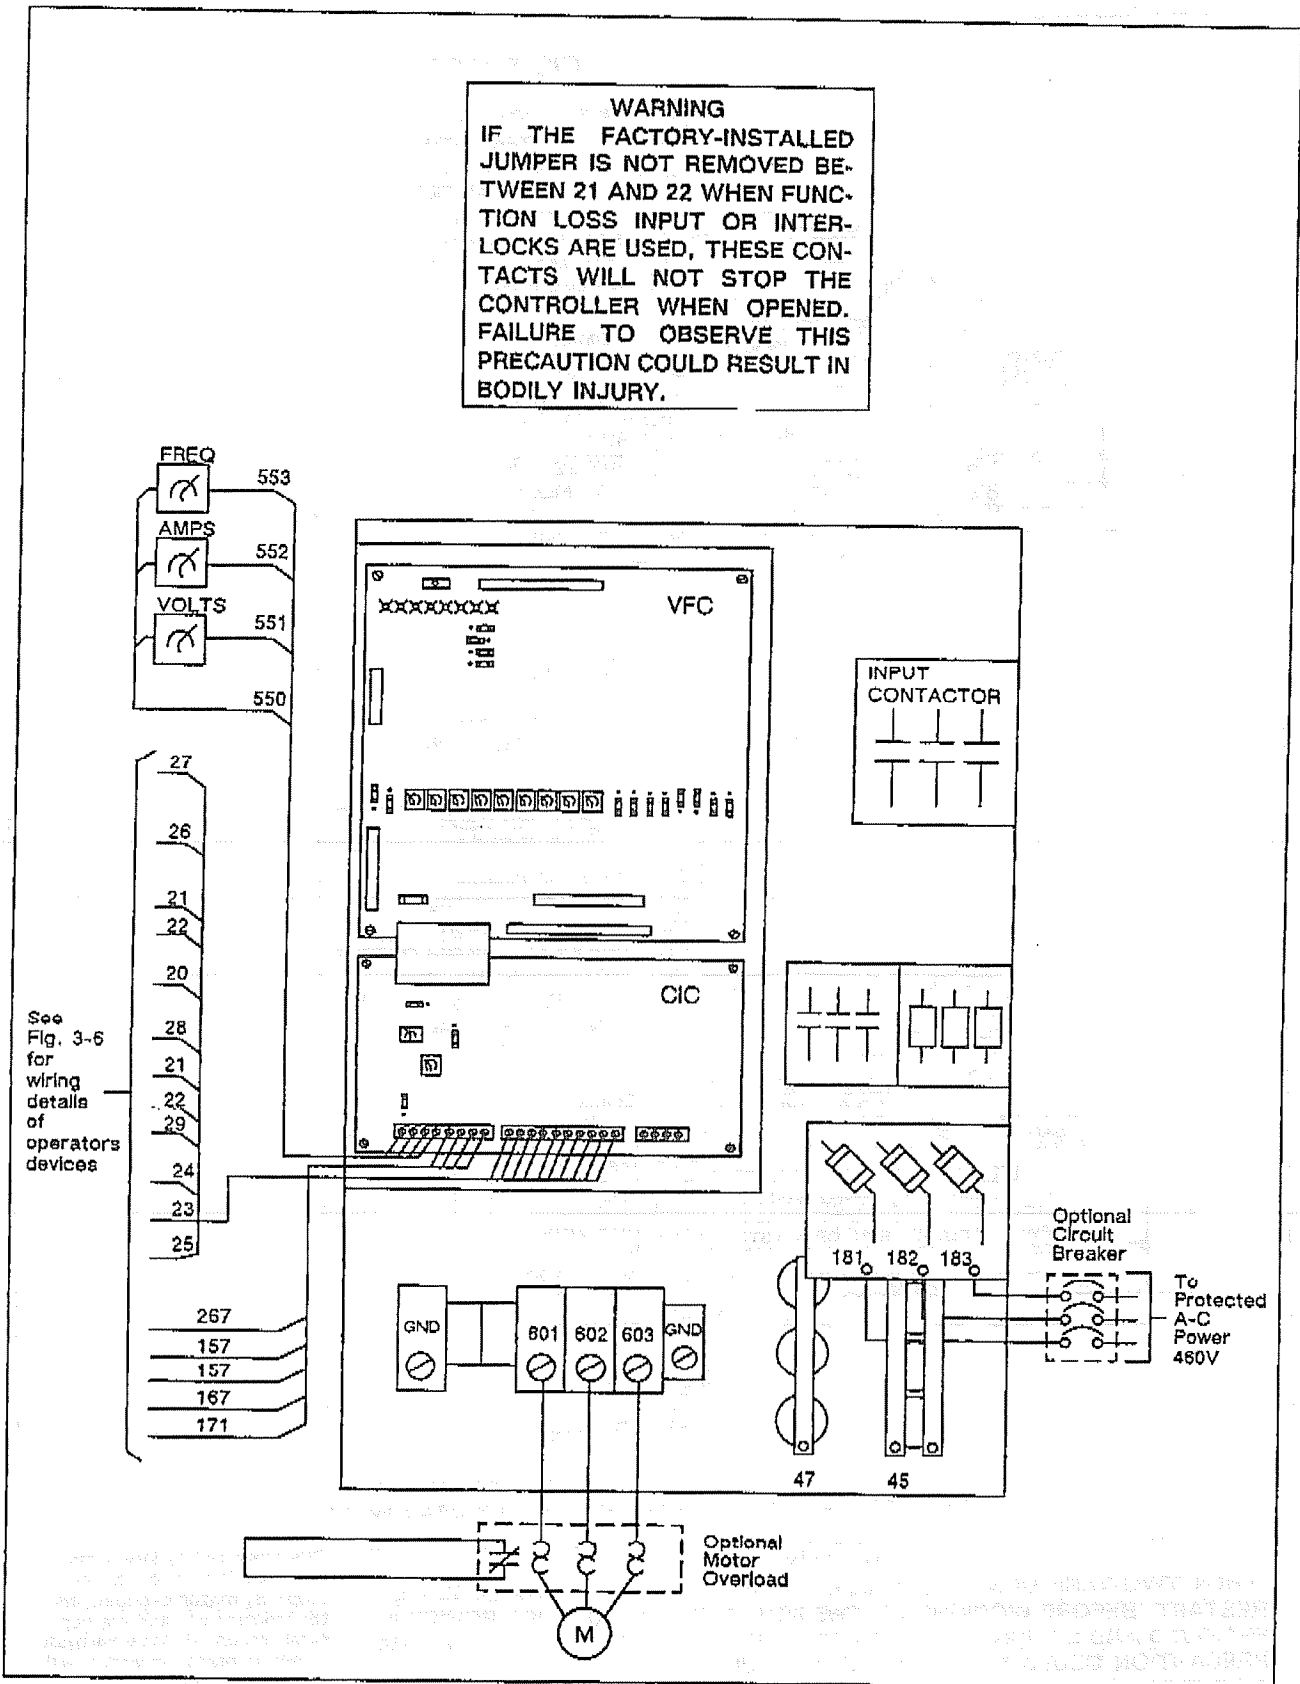 WARNING
IF THE FACTORY-INSTALLED
JUMPER IS NOT REMOVED BE-
TWEEN 21 AND 22 WHEN FUNC-
TION LOSS INPUT OR INTER-
LOCKS ARE USED, THESE CON-
TACTS WILL NOT STOP THE
CONTROLLER WHEN OPENED.
FAILURE TO OBSERVE THIS
PRECAUTION COULD RESULT IN
BODILY INJURY.
FREQ
553
AMPS
552
VOLTS
551
550
VFC
INPUT
CONTACTOR
27
26
21
22
20
28
21
22
29
24
23
25
See
Fig. 3-6
for
wiring
details
of
operators
devices
CIC
267
157
157
167
171
GND
601
602
603
GND
181
182
183
Optional
Circuit
Breaker
To
Protected
A-C
Power
460V
47
45
Optional
Motor
Overload
M